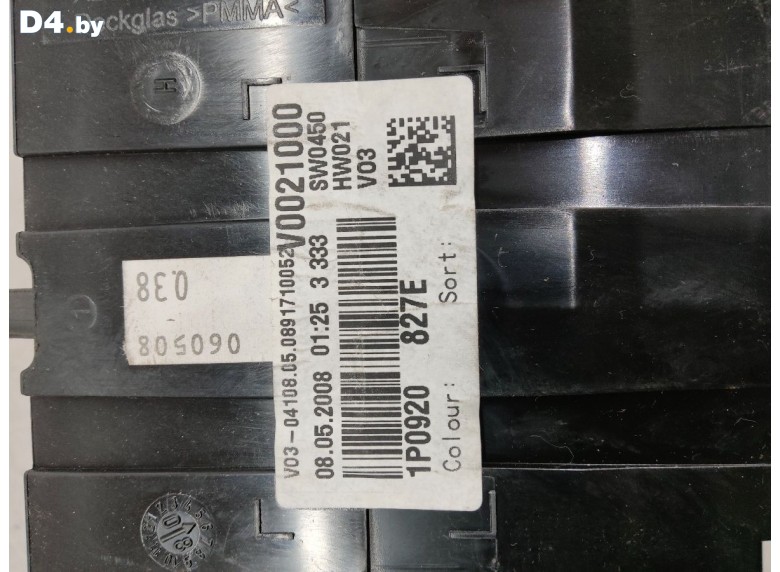 D4.by
ckglas >PMMA<
H
V03-04108.05.0891710052
V0021000
08.05.2008 01:25 3 333
SW0450
HW021
V03
1P0920 827E
Colour: Sort:
0.38
060508